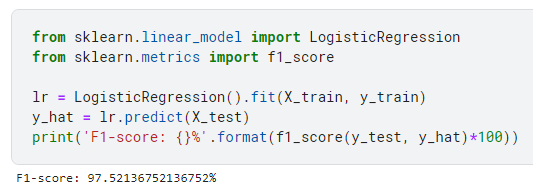 from sklearn.linear_model import LogisticRegression
from sklearn.metrics import f1_score
lr = LogisticRegression().fit(X_train, y_train)
y_hat = lr.predict(X_test)
print('F1-score: {}%'.format(f1_score(y_test, y_hat)*100))
F1-score: 97.52136752136752%